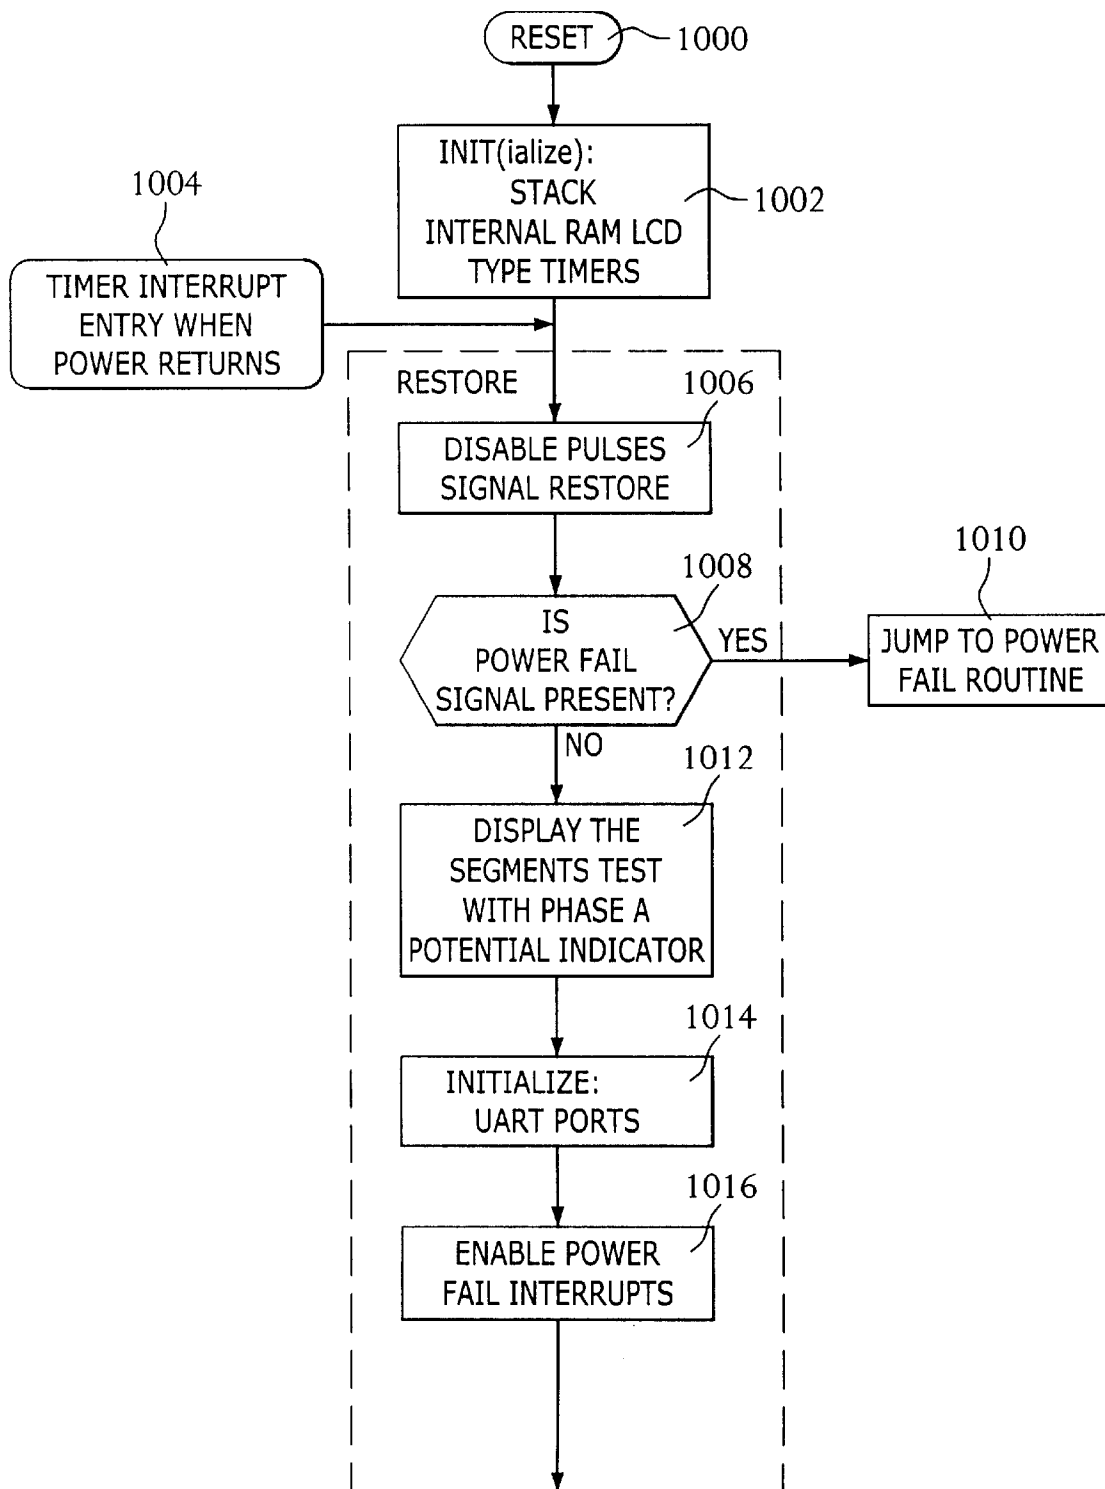 RESET
1000
INIT(ialize):
STACK
INTERNAL RAM LCD
TYPE TIMERS
1002
1004
TIMER INTERRUPT
ENTRY WHEN
POWER RETURNS
RESTORE
1006
DISABLE PULSES
SIGNAL RESTORE
1008
IS
POWER FAIL
SIGNAL PRESENT?
YES
1010
JUMP TO POWER
FAIL ROUTINE
NO
1012
DISPLAY THE
SEGMENTS TEST
WITH PHASE A
POTENTIAL INDICATOR
1014
INITIALIZE:
UART PORTS
1016
ENABLE POWER
FAIL INTERRUPTS